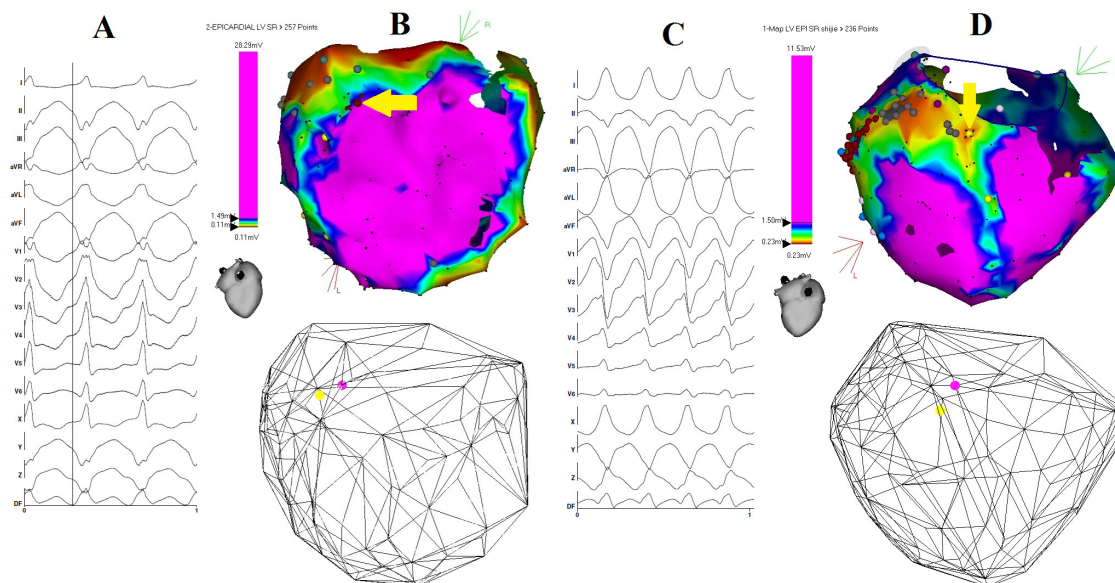 A
I
II
III
aVR
aVL
aVF
V1
V2
V3
V4
V5
V6
X
Y
Z
DF
0
1
B
2-EPICARDIAL LV SR > 257 Points
28.29mV
1.49mV
0.11mV
0.11mV
R
L
C
I
II
III
aVR
aVL
aVF
V1
V2
V3
V4
V5
V6
X
Y
Z
DF
0
1
D
1-Map LV EPI SR shijie > 236 Points
11.53mV
1.50mV
0.23mV
0.23mV
L